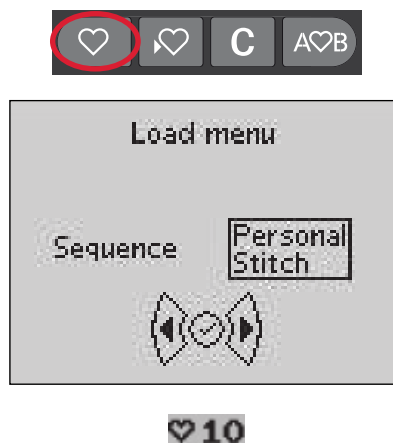 ♡ ♡ C A♡B
Load menu
Sequence Personal
Stitch
♡10